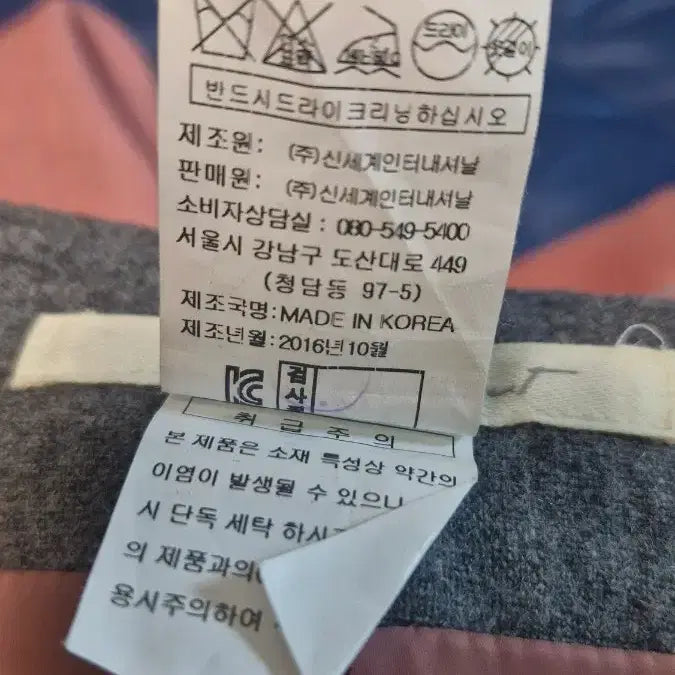 드라이
반드시드라이크리닝하십시오
제조원: (주)신세계인터내셔날
판매원: (주)신세계인터내셔날
소비자상담실 : 080-549-5400
서울시 강남구 도산대로 449
(청담동 97-5)
제조국명: MADE IN KOREA
제조년월: 2016년10월
KC 검사
취급주의
본 제품은 소재 특성상 약간의
이염이 발생될 수 있으니
시 단독 세탁 하시
의 제품과의
용시주의하여